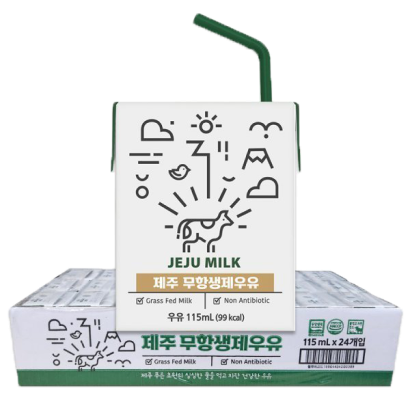 JEJU MILK
제주 무항생제우유
Grass Fed Milk
Non Antibiotic
우유 115mL (99 kcal)
제주 무항생제우유
115 mL x 24개입
Grass Fed Milk
Non Antibiotic